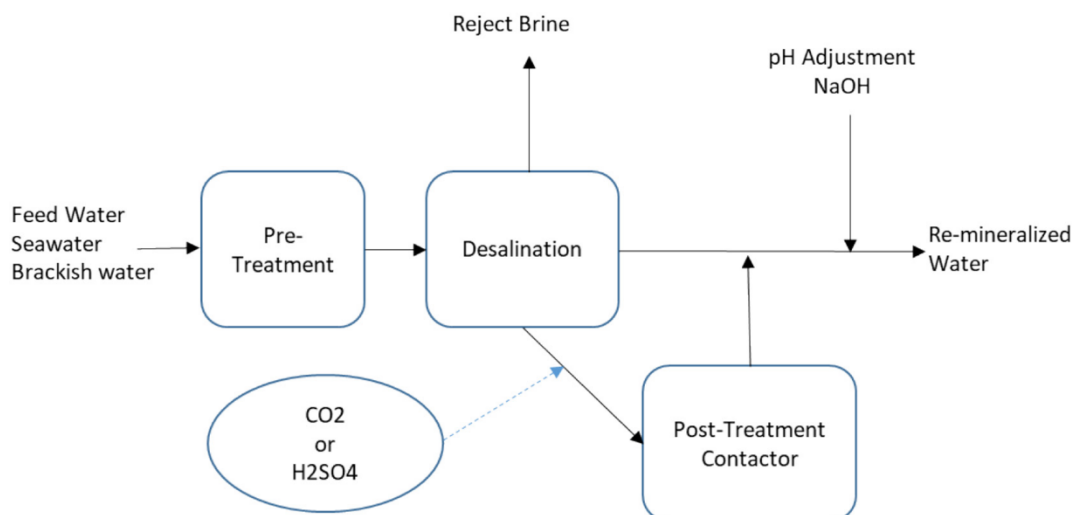 Reject Brine
pH Adjustment
NaOH
Feed Water
Seawater
Brackish water
Pre-
Treatment
Desalination
Re-mineralized
Water
CO2
or
H2SO4
Post-Treatment
Contactor